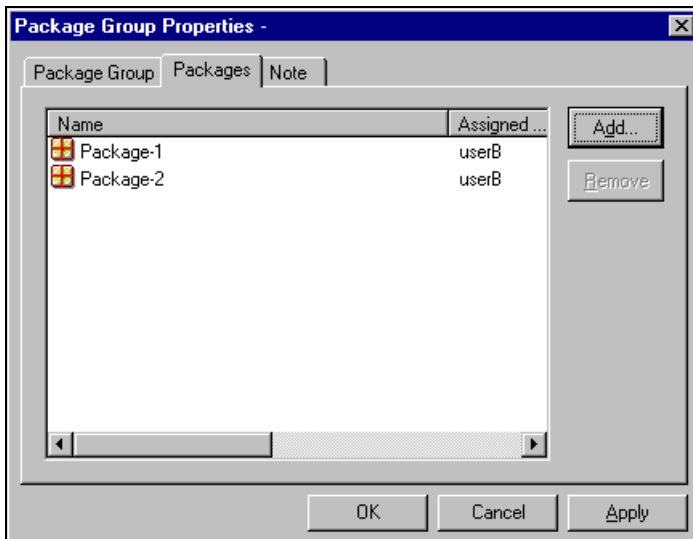 Package Group Properties -
Package Group Packages Note
Name Assigned ...
Package-1 userB
Package-2 userB
Add...
Remove
OK Cancel Apply